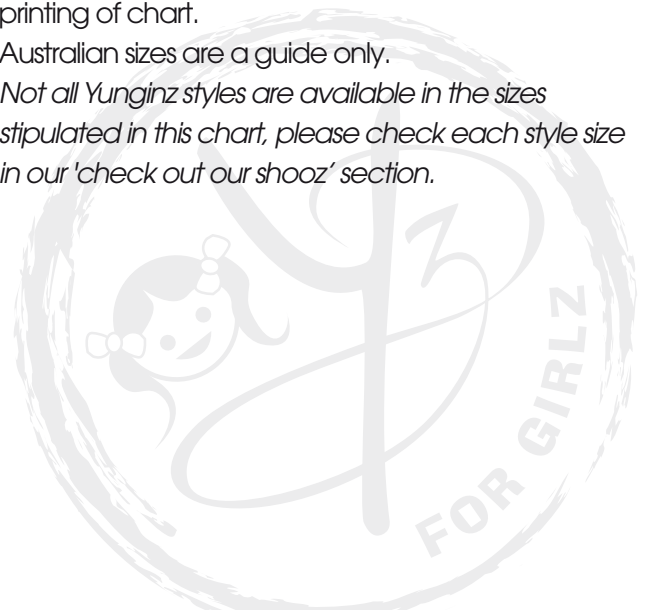 printing of chart.
Australian sizes are a guide only.
Not all Yunginz styles are available in the sizes
stipulated in this chart, please check each style size
in our 'check out our shooz’ section.
Yz
FOR GIRLZ